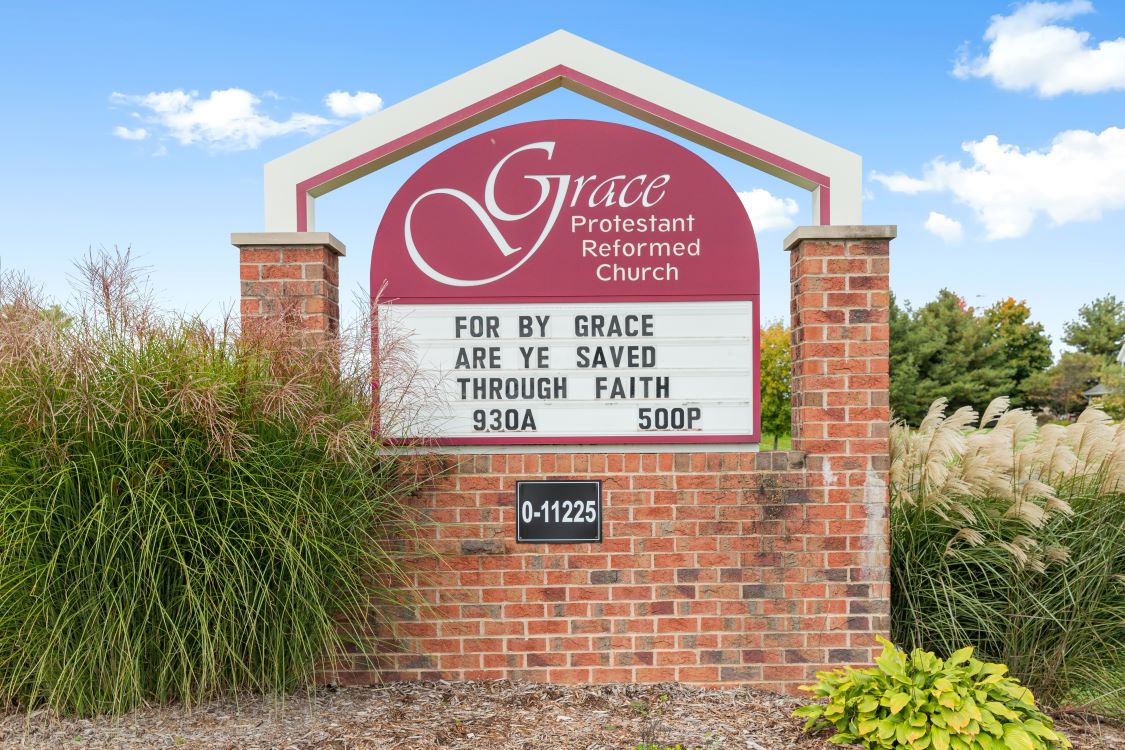 Grace
Protestant
Reformed
Church
FOR BY GRACE
ARE YE SAVED
THROUGH FAITH
930A 500P
0-11225